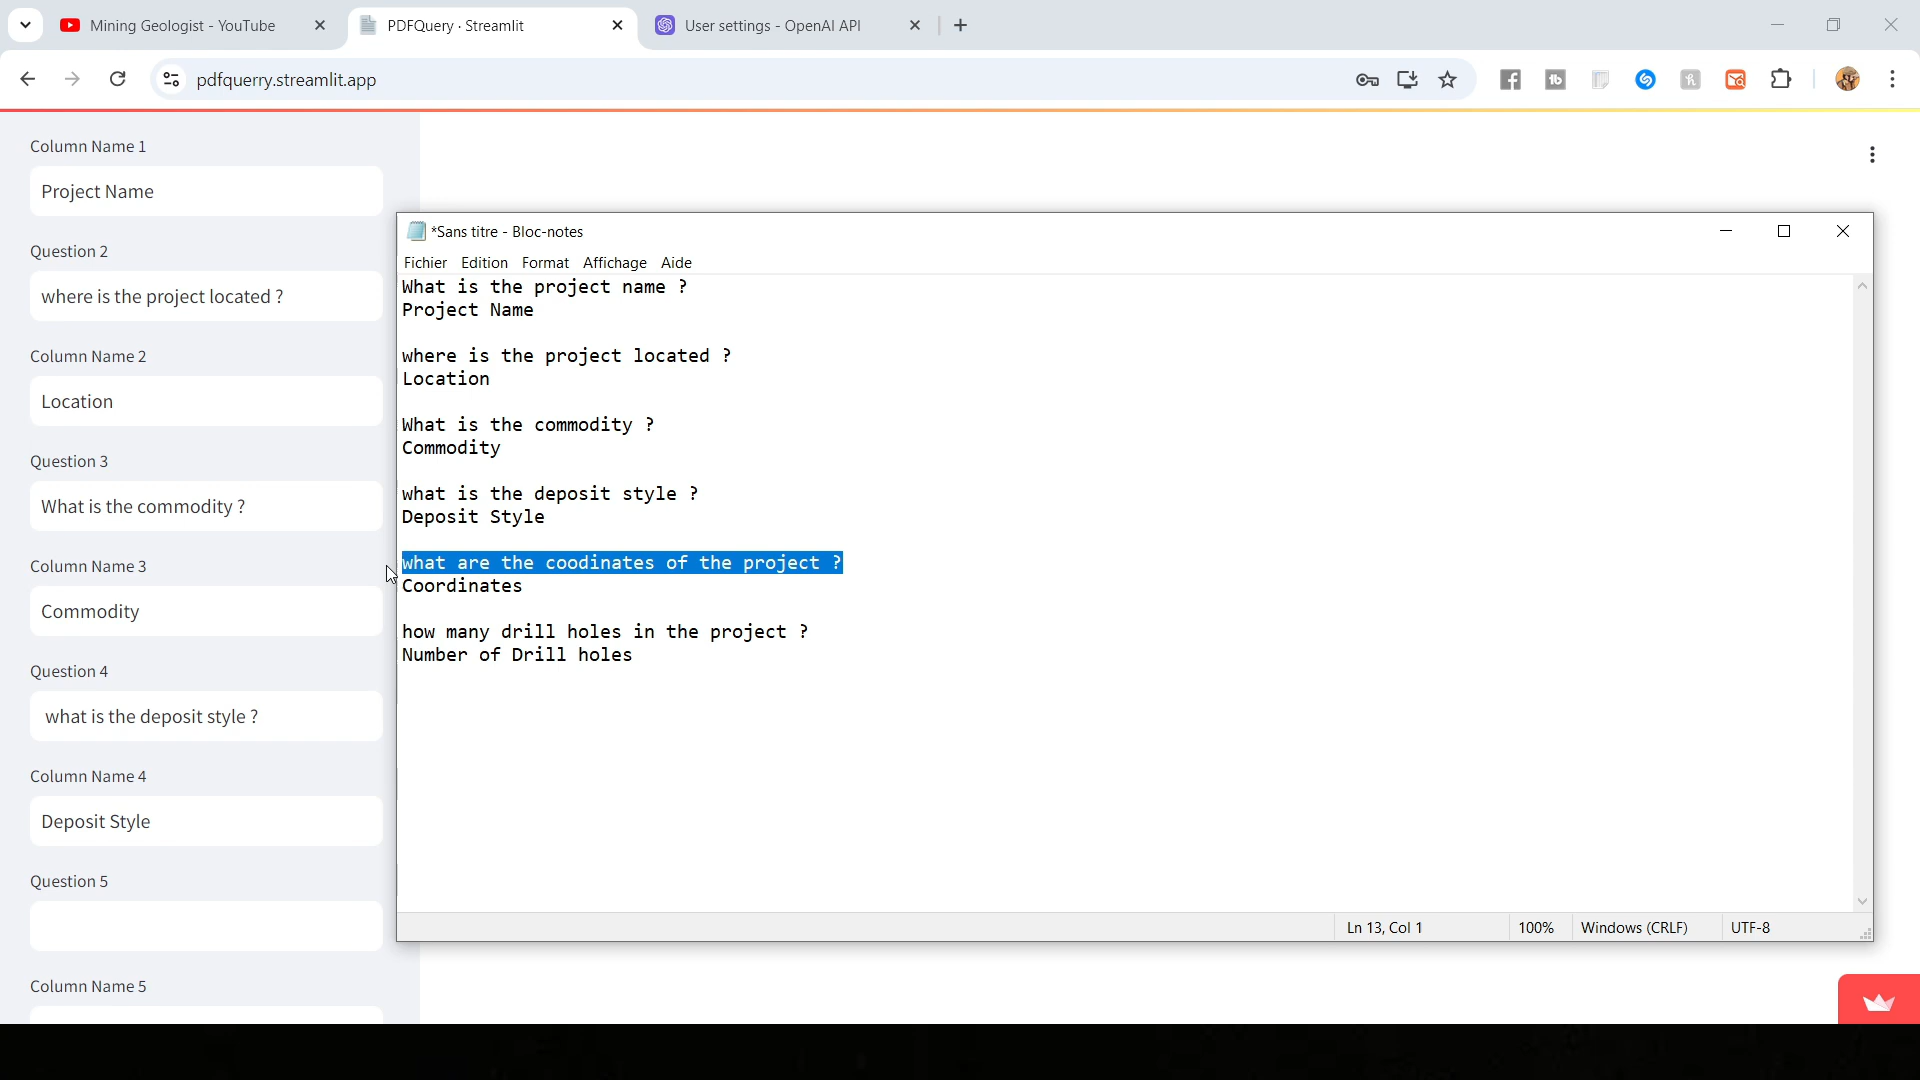 Mining Geologist - YouTube
PDFQuery · Streamlit
User settings - OpenAI API
pdfquerry.streamlit.app
Column Name 1
Project Name
Question 2
where is the project located ?
Column Name 2
Location
Question 3
What is the commodity ?
Column Name 3
Commodity
Question 4
what is the deposit style ?
Column Name 4
Deposit Style
Question 5
Column Name 5
*Sans titre - Bloc-notes
Fichier Edition Format Affichage Aide
What is the project name ?
Project Name
where is the project located ?
Location
What is the commodity ?
Commodity
what is the deposit style ?
Deposit Style
what are the coodinates of the project ?
Coordinates
how many drill holes in the project ?
Number of Drill holes
Ln 13, Col 1 100% Windows (CRLF) UTF-8